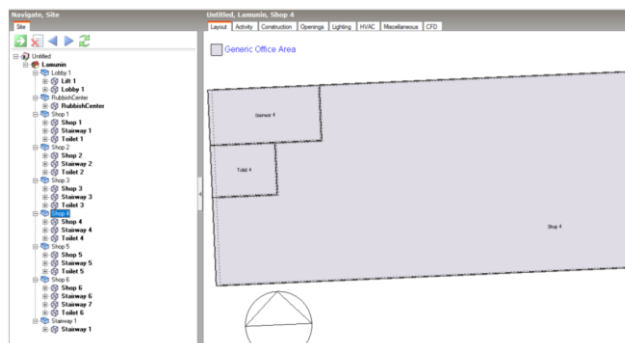 Navigate, Site
Site
Untitled
Lamunin
Lobby 1
Lift 1
Lobby 1
RubbishCenter
RubbishCenter
Shop 1
Shop 1
Stairway 1
Toilet 1
Shop 2
Shop 2
Stairway 2
Toilet 2
Shop 3
Shop 3
Stairway 3
Toilet 3
Shop 4
Shop 4
Stairway 4
Toilet 4
Shop 5
Shop 5
Stairway 5
Toilet 5
Shop 6
Shop 6
Stairway 6
Stairway 7
Toilet 6
Stairway 1
Stairway 1
Untitled, Lamunin, Shop 4
Layout Activity Construction Openings Lighting HVAC Miscellaneous CFD
Generic Office Area
Stairway 4
Toilet 4
Shop 4